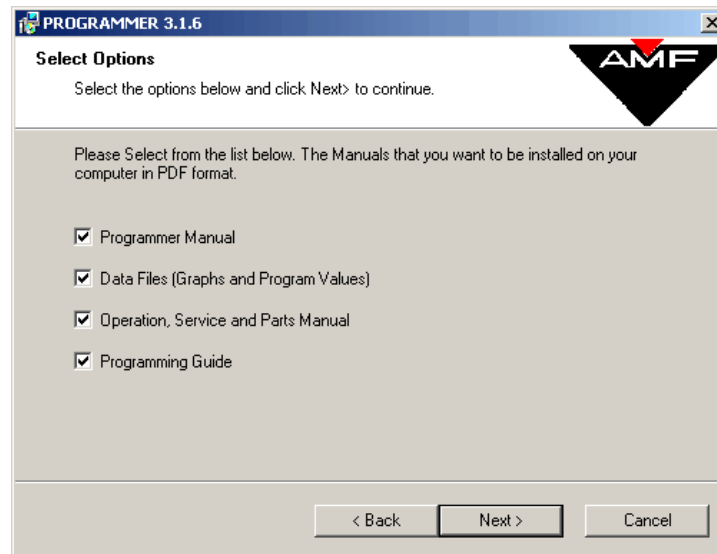 PROGRAMMER 3.1.6
Select Options
AMF
Select the options below and click Next> to continue.
Please Select from the list below. The Manuals that you want to be installed on your
computer in PDF format.
Programmer Manual
Data Files (Graphs and Program Values)
Operation, Service and Parts Manual
Programming Guide
< Back
Next >
Cancel